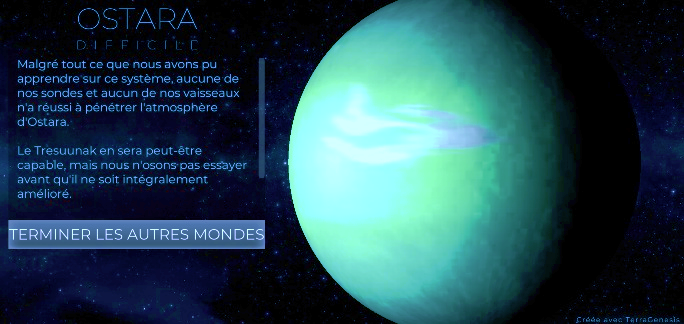 OSTARA
DIFFICILE
Malgré tout ce que nous avons pu
apprendre sur ce système, aucune de
nos sondes et aucun de nos vaisseaux
n'a réussi à pénétrer l'atmosphère
d'Ostara.
Le Tresuunak en sera peut-être
capable, mais nous n'osons pas essayer
avant qu'il ne soit intégralement
amélioré.
TERMINER LES AUTRES MONDES
Créée avec TerraGenesis